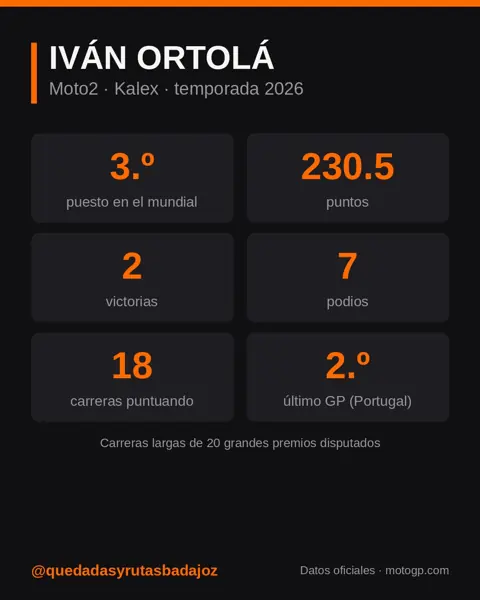 IVÁN ORTOLÁ
Moto2 · Kalex · temporada 2026
3.º
puesto en el mundial
230.5
puntos
2
victorias
7
podios
18
carreras puntuando
2.º
último GP (Portugal)
Carreras largas de 20 grandes premios disputados
@quedadasyrutasbadajoz
Datos oficiales · motogp.com